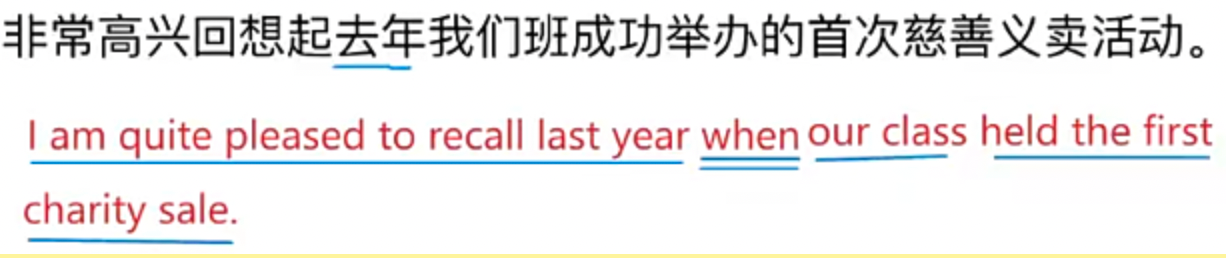 非常高兴回想起去年我们班成功举办的首次慈善义卖活动。
I am quite pleased to recall last year when our class held the first
charity sale.